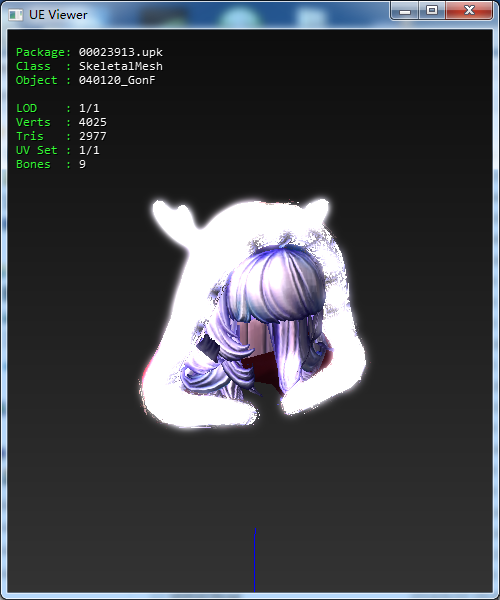 UE Viewer
Package: 00023913.upk
Class : SkeletalMesh
Object : 040120_GonF
LOD : 1/1
Verts : 4025
Tris : 2977
UV Set : 1/1
Bones : 9